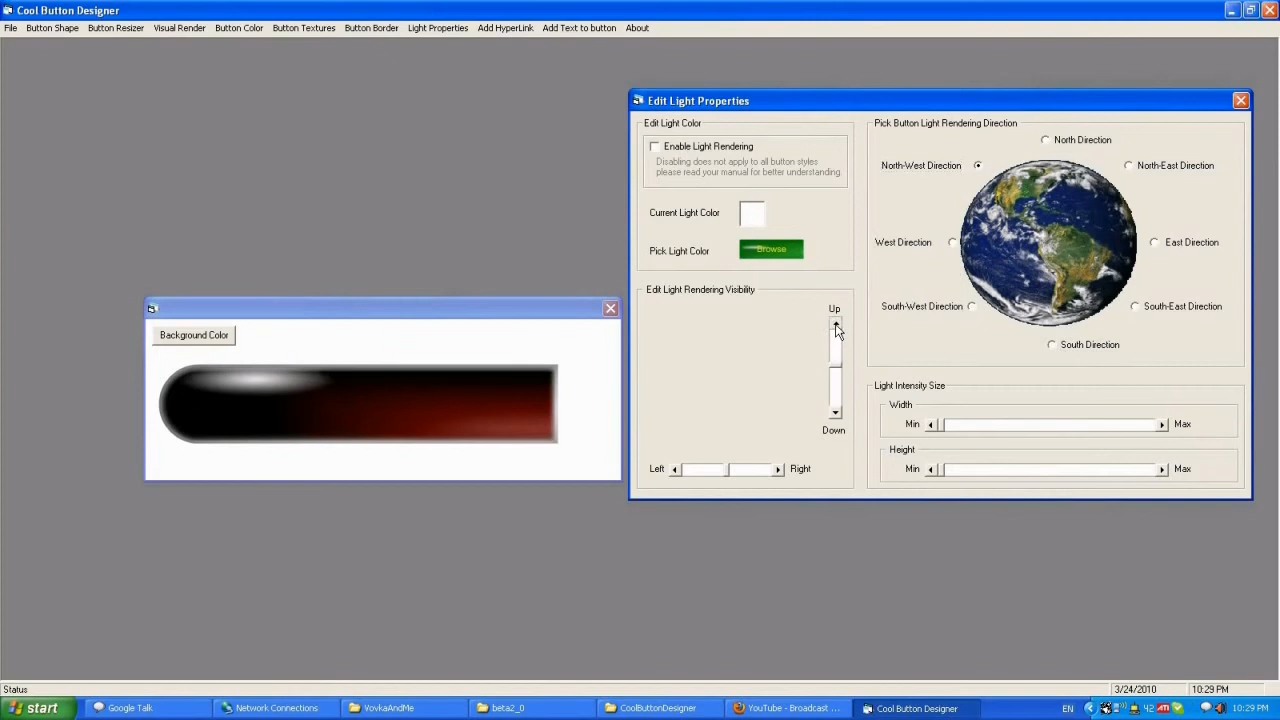 Cool Button Designer
File Button Shape Button Resizer Visual Render Button Color Button Textures Button Border Light Properties Add HyperLink Add Text to button About
Edit Light Properties
Edit Light Color
Enable Light Rendering
Disabling does not apply to all button styles
please read your manual for better understanding
Current Light Color
Pick Light Color Browse
Edit Light Rendering Visibility
Up
Down
Left Right
Pick Button Light Rendering Direction
North Direction
North-West Direction North-East Direction
West Direction East Direction
South-West Direction South-East Direction
South Direction
Light Intensity Size
Width
Min Max
Height
Min Max
Background Color
Status 3/24/2010 10:29 PM
start Google Talk Network Connections VovkaAndMe beta2_0 CoolButtonDesigner YouTube - Broadcast ... Cool Button Designer EN 42 ATI 10:29 PM